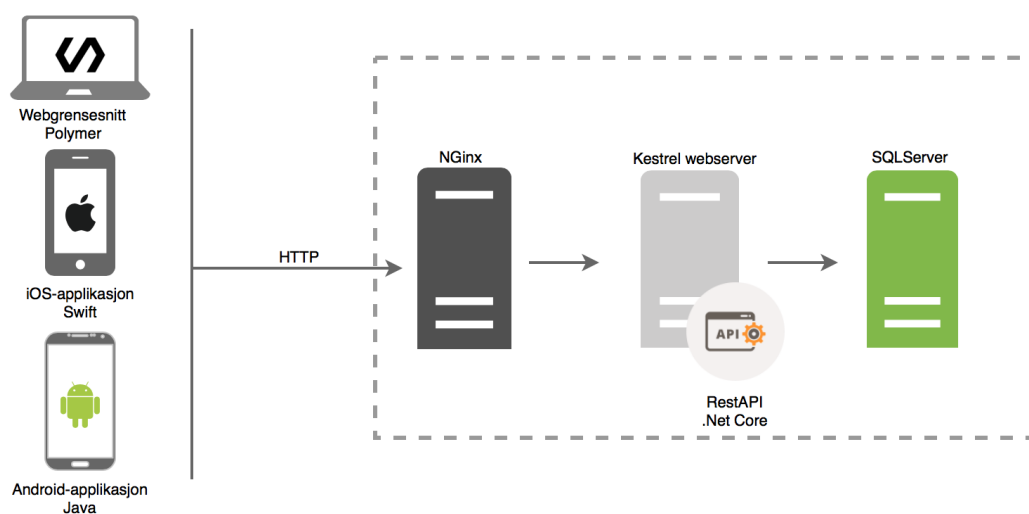 Webgrensesnitt
Polymer
iOS-applikasjon
Swift
Android-applikasjon
Java
HTTP
NGinx
Kestrel webserver
API
RestAPI
.Net Core
SQLServer